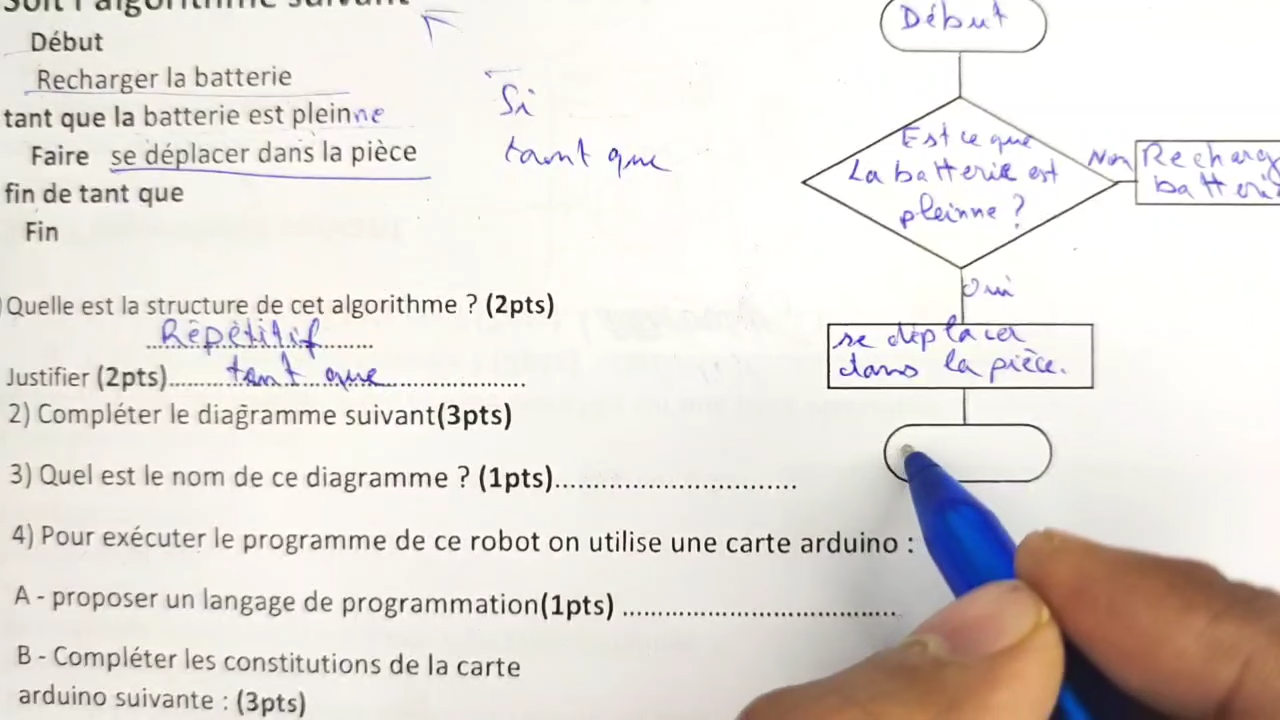 Soit l'algorithme suivant
Début
Recharger la batterie
tant que la batterie est pleinne
Faire se déplacer dans la pièce
fin de tant que
Fin
Si
tant que
Quelle est la structure de cet algorithme ? (2pts)
Répétitif
Justifier (2pts)......... tant que ....................
2) Compléter le diagramme suivant(3pts)
3) Quel est le nom de ce diagramme ? (1pts)..............................
4) Pour exécuter le programme de ce robot on utilise une carte arduino :
A - proposer un langage de programmation(1pts) ....................................
B - Compléter les constitutions de la carte
arduino suivante : (3pts)
Début
Est ce que
La batterie est
pleinne ?
Non
Recharg
batteri
Oui
se déplacer
dans la pièce.